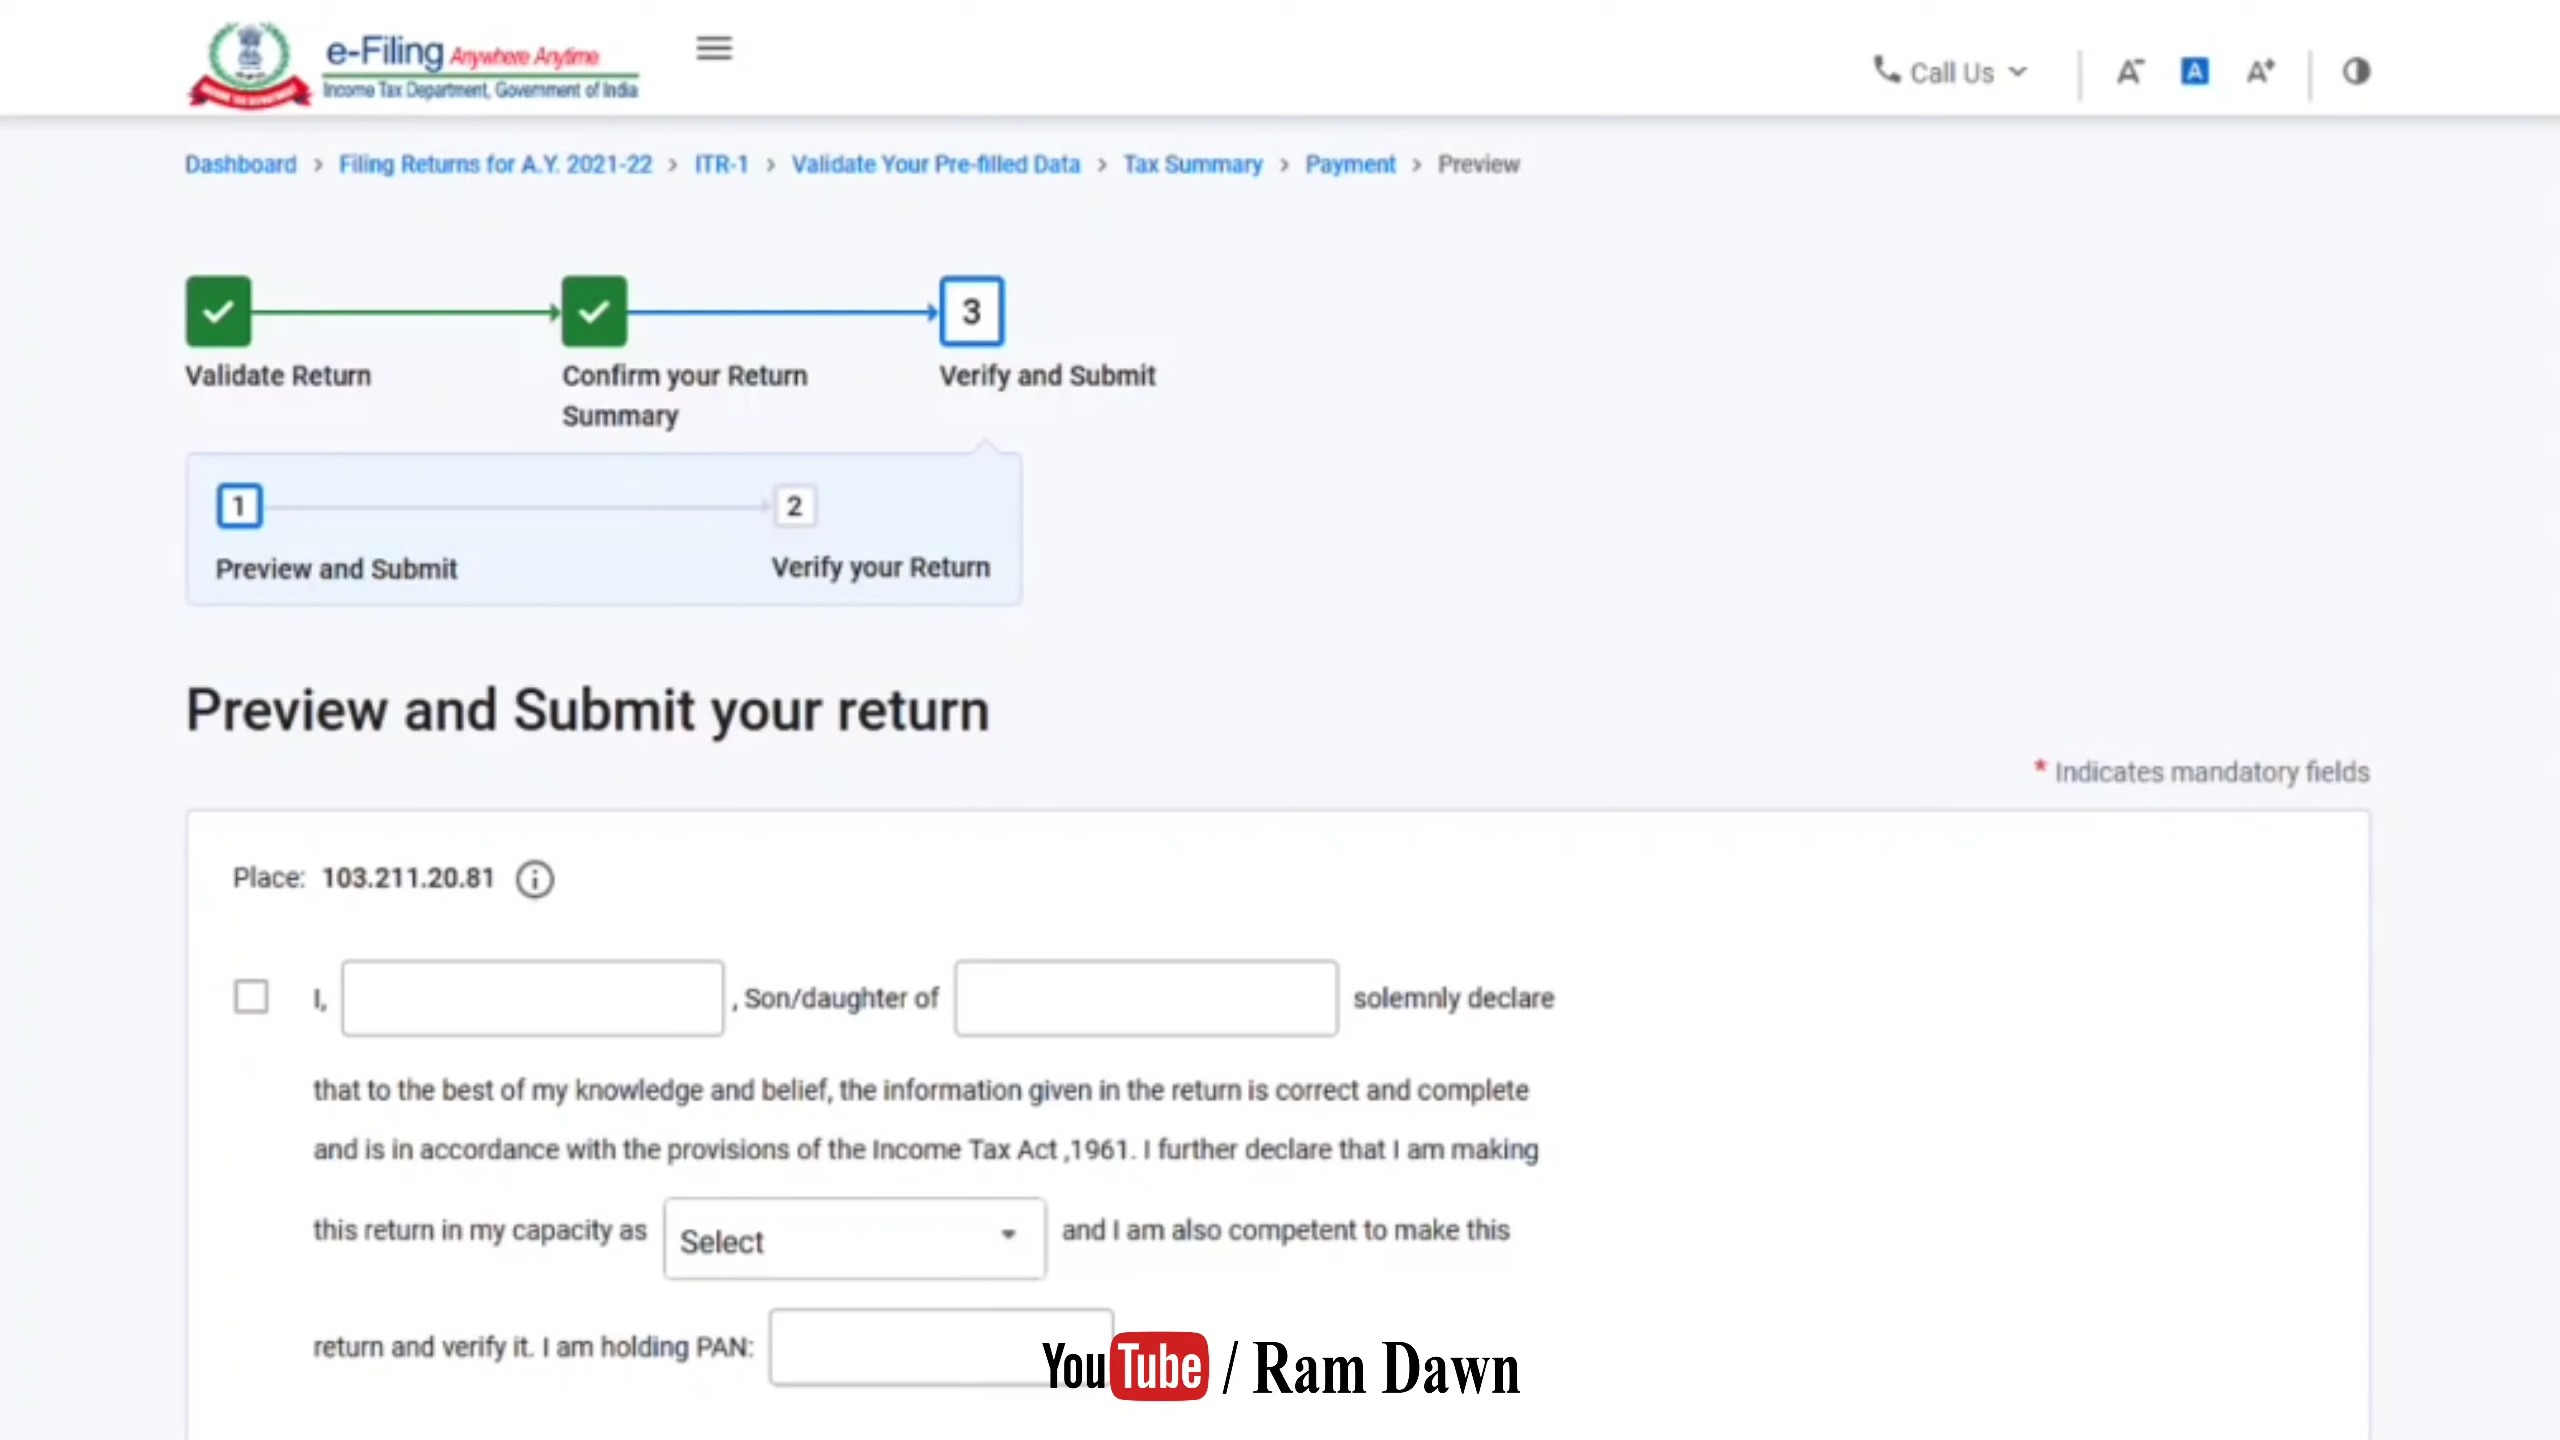 e-Filing Anywhere Anytime
Income Tax Department, Government of India
Call Us
A- A A+
Dashboard > Filing Returns for A.Y. 2021-22 > ITR-1 > Validate Your Pre-filled Data > Tax Summary > Payment > Preview
3
Validate Return
Confirm your Return Summary
Verify and Submit
1
2
Preview and Submit
Verify your Return
Preview and Submit your return
* Indicates mandatory fields
Place: 103.211.20.81
I, , Son/daughter of solemnly declare
that to the best of my knowledge and belief, the information given in the return is correct and complete
and is in accordance with the provisions of the Income Tax Act ,1961. I further declare that I am making
this return in my capacity as Select and I am also competent to make this
return and verify it. I am holding PAN:
YouTube / Ram Dawn